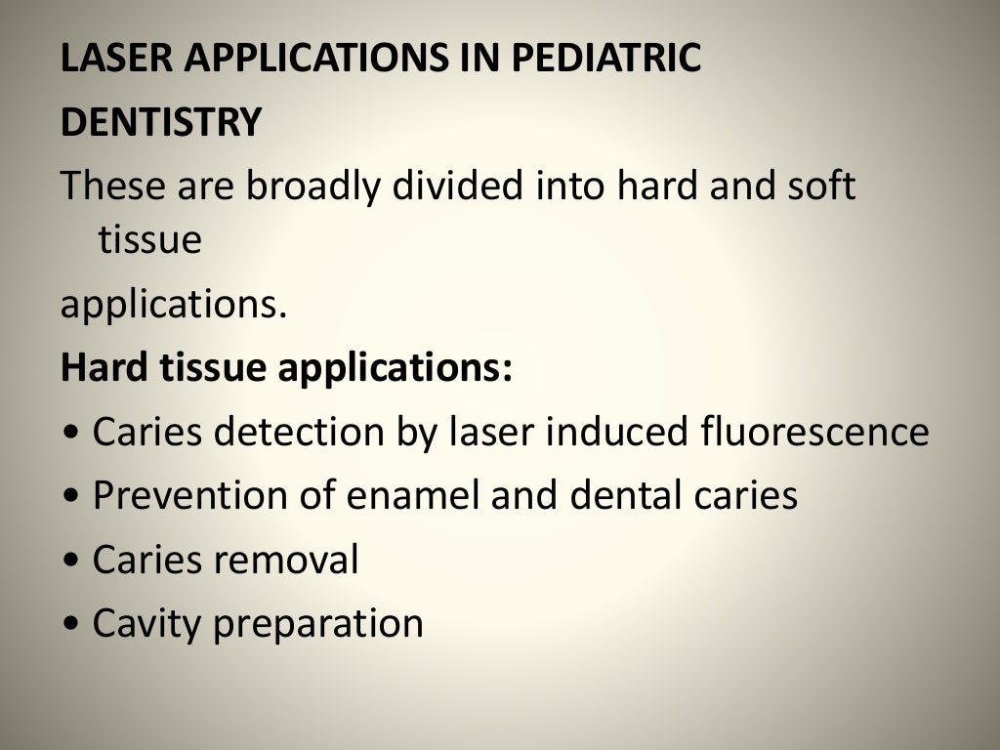 LASER APPLICATIONS IN PEDIATRIC
DENTISTRY
These are broadly divided into hard and soft
tissue
applications.
Hard tissue applications:
• Caries detection by laser induced fluorescence
• Prevention of enamel and dental caries
• Caries removal
• Cavity preparation